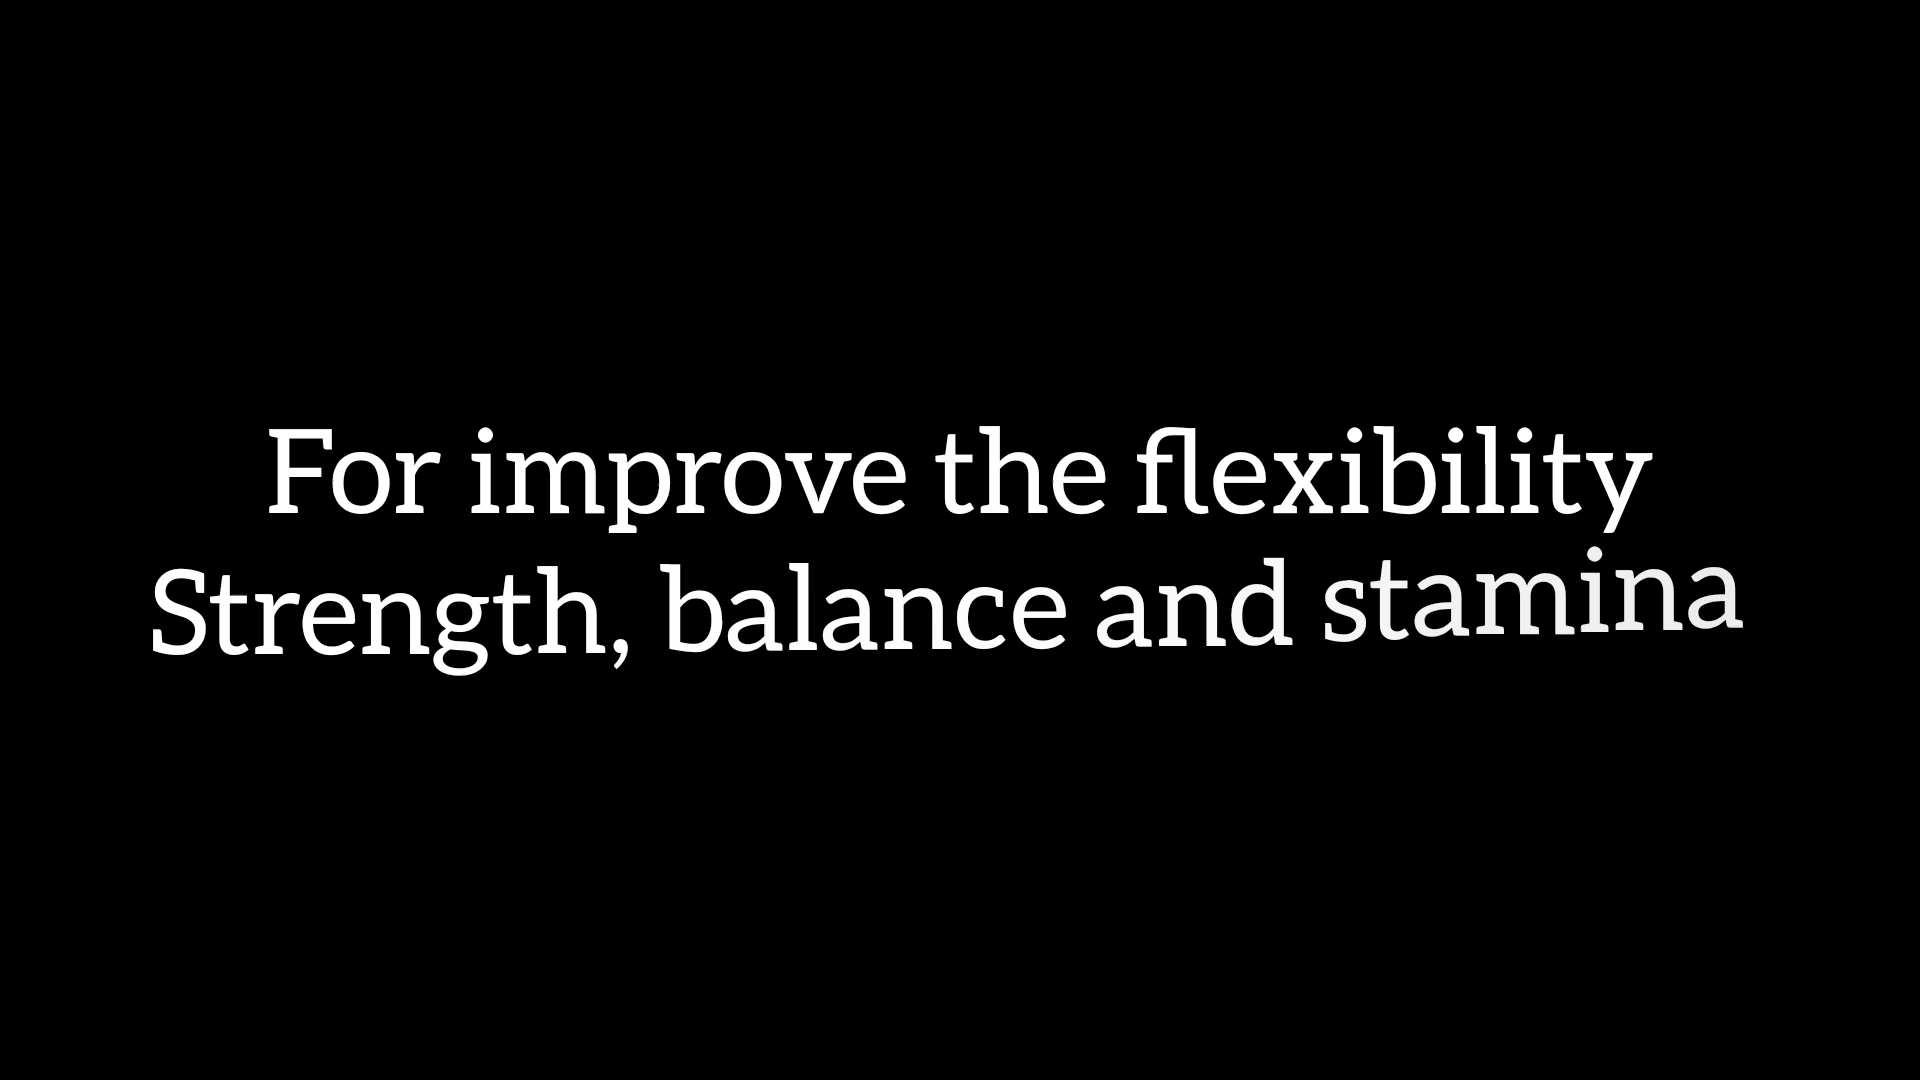 For improve the flexibility
Strength, balance and stamina